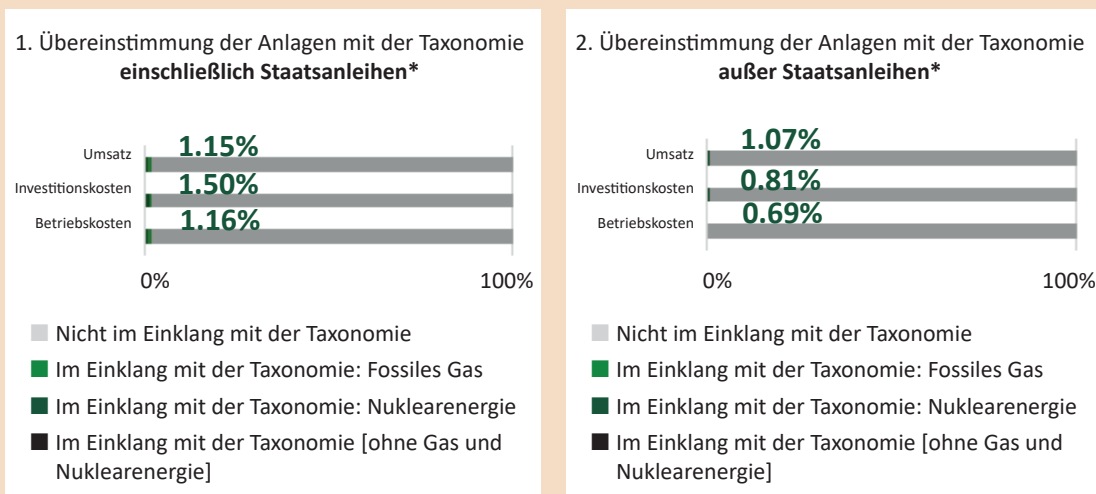 1. Übereinstimmung der Anlagen mit der Taxonomie
einschließlich Staatsanleihen*
Umsatz 1.15%
Investitionskosten 1.50%
Betriebskosten 1.16%
0% 100%
Nicht im Einklang mit der Taxonomie
Im Einklang mit der Taxonomie: Fossiles Gas
Im Einklang mit der Taxonomie: Nuklearenergie
Im Einklang mit der Taxonomie [ohne Gas und
Nuklearenergie]
2. Übereinstimmung der Anlagen mit der Taxonomie
außer Staatsanleihen*
Umsatz 1.07%
Investitionskosten 0.81%
Betriebskosten 0.69%
0% 100%
Nicht im Einklang mit der Taxonomie
Im Einklang mit der Taxonomie: Fossiles Gas
Im Einklang mit der Taxonomie: Nuklearenergie
Im Einklang mit der Taxonomie [ohne Gas und
Nuklearenergie]